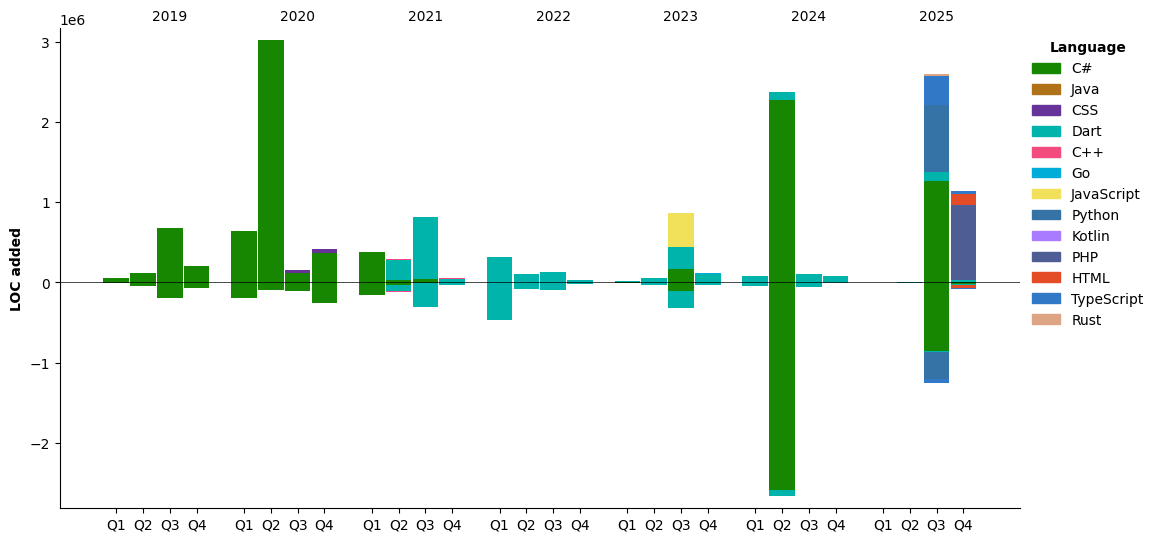 1e6
2019 2020 2021 2022 2023 2024 2025
3
2
1
0
−1
−2
LOC added
Q1 Q2 Q3 Q4 Q1 Q2 Q3 Q4 Q1 Q2 Q3 Q4 Q1 Q2 Q3 Q4 Q1 Q2 Q3 Q4 Q1 Q2 Q3 Q4 Q1 Q2 Q3 Q4
Language
C#
Java
CSS
Dart
C++
Go
JavaScript
Python
Kotlin
PHP
HTML
TypeScript
Rust